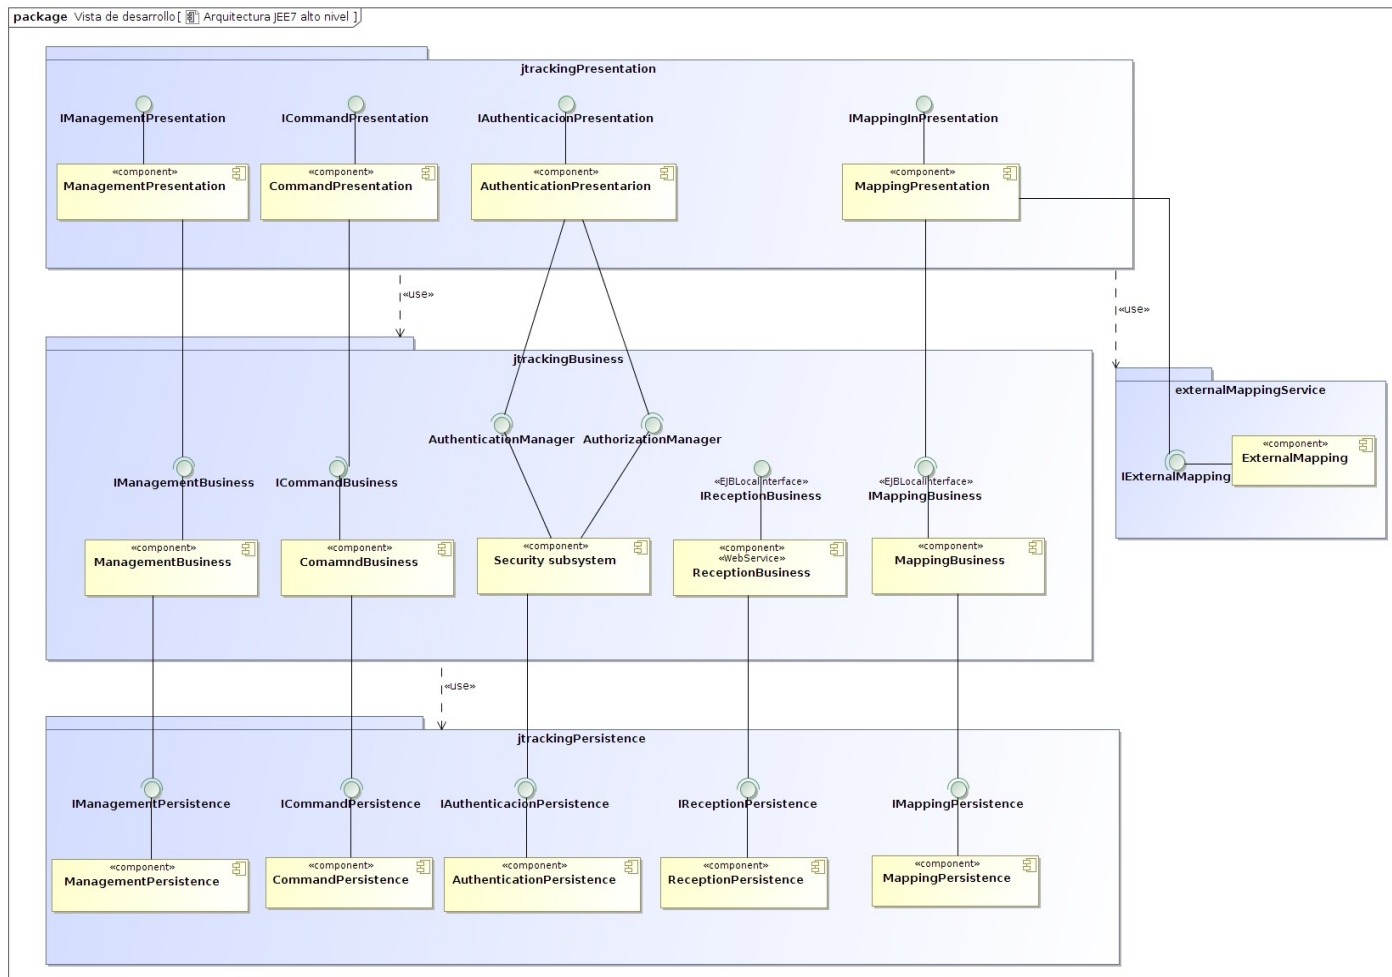 package Vista de desarrollo[ Arquitectura JEE7 alto nivel ]
jtrackingPresentation
IManagementPresentation
ICommandPresentation
IAuthenticacionPresentation
IMappingInPresentation
«component»
ManagementPresentation
«component»
CommandPresentation
«component»
AuthenticationPresentarion
«component»
MappingPresentation
«use»
«use»
jtrackingBusiness
externalMappingService
AuthenticationManager
AuthorizationManager
«component»
ExternalMapping
IExternalMapping
IManagementBusiness
ICommandBusiness
«EJBLocalInterface»
IReceptionBusiness
«EJBLocalInterface»
IMappingBusiness
«component»
ManagementBusiness
«component»
ComamndBusiness
«component»
Security subsystem
«component»
«WebService»
ReceptionBusiness
«component»
MappingBusiness
«use»
jtrackingPersistence
IManagementPersistence
ICommandPersistence
IAuthenticacionPersistence
IReceptionPersistence
IMappingPersistence
«component»
ManagementPersistence
«component»
CommandPersistence
«component»
AuthenticationPersistence
«component»
ReceptionPersistence
«component»
MappingPersistence